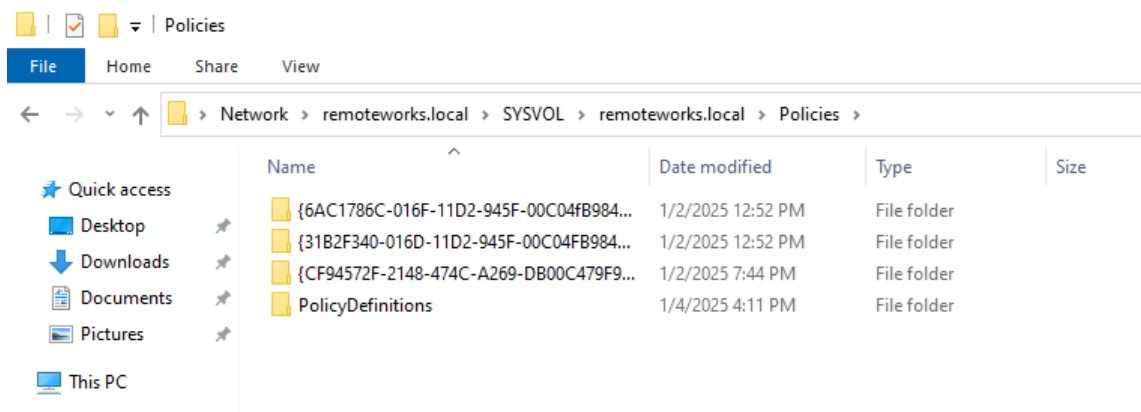 Policies
File Home Share View
Network remoteworks.local SYSVOL remoteworks.local Policies
Name Date modified Type Size
Quick access
Desktop
Downloads
Documents
Pictures
This PC
{6AC1786C-016F-11D2-945F-00C04fB984... 1/2/2025 12:52 PM File folder
{31B2F340-016D-11D2-945F-00C04FB984... 1/2/2025 12:52 PM File folder
{CF94572F-2148-474C-A269-DB00C479F9... 1/2/2025 7:44 PM File folder
PolicyDefinitions 1/4/2025 4:11 PM File folder